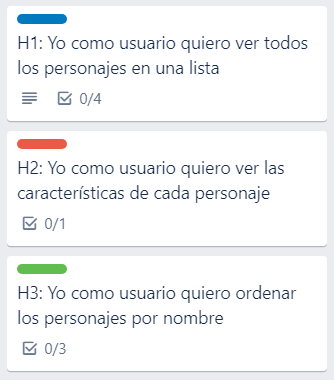 H1: Yo como usuario quiero ver todos
los personajes en una lista
0/4
H2: Yo como usuario quiero ver las
características de cada personaje
0/1
H3: Yo como usuario quiero ordenar
los personajes por nombre
0/3